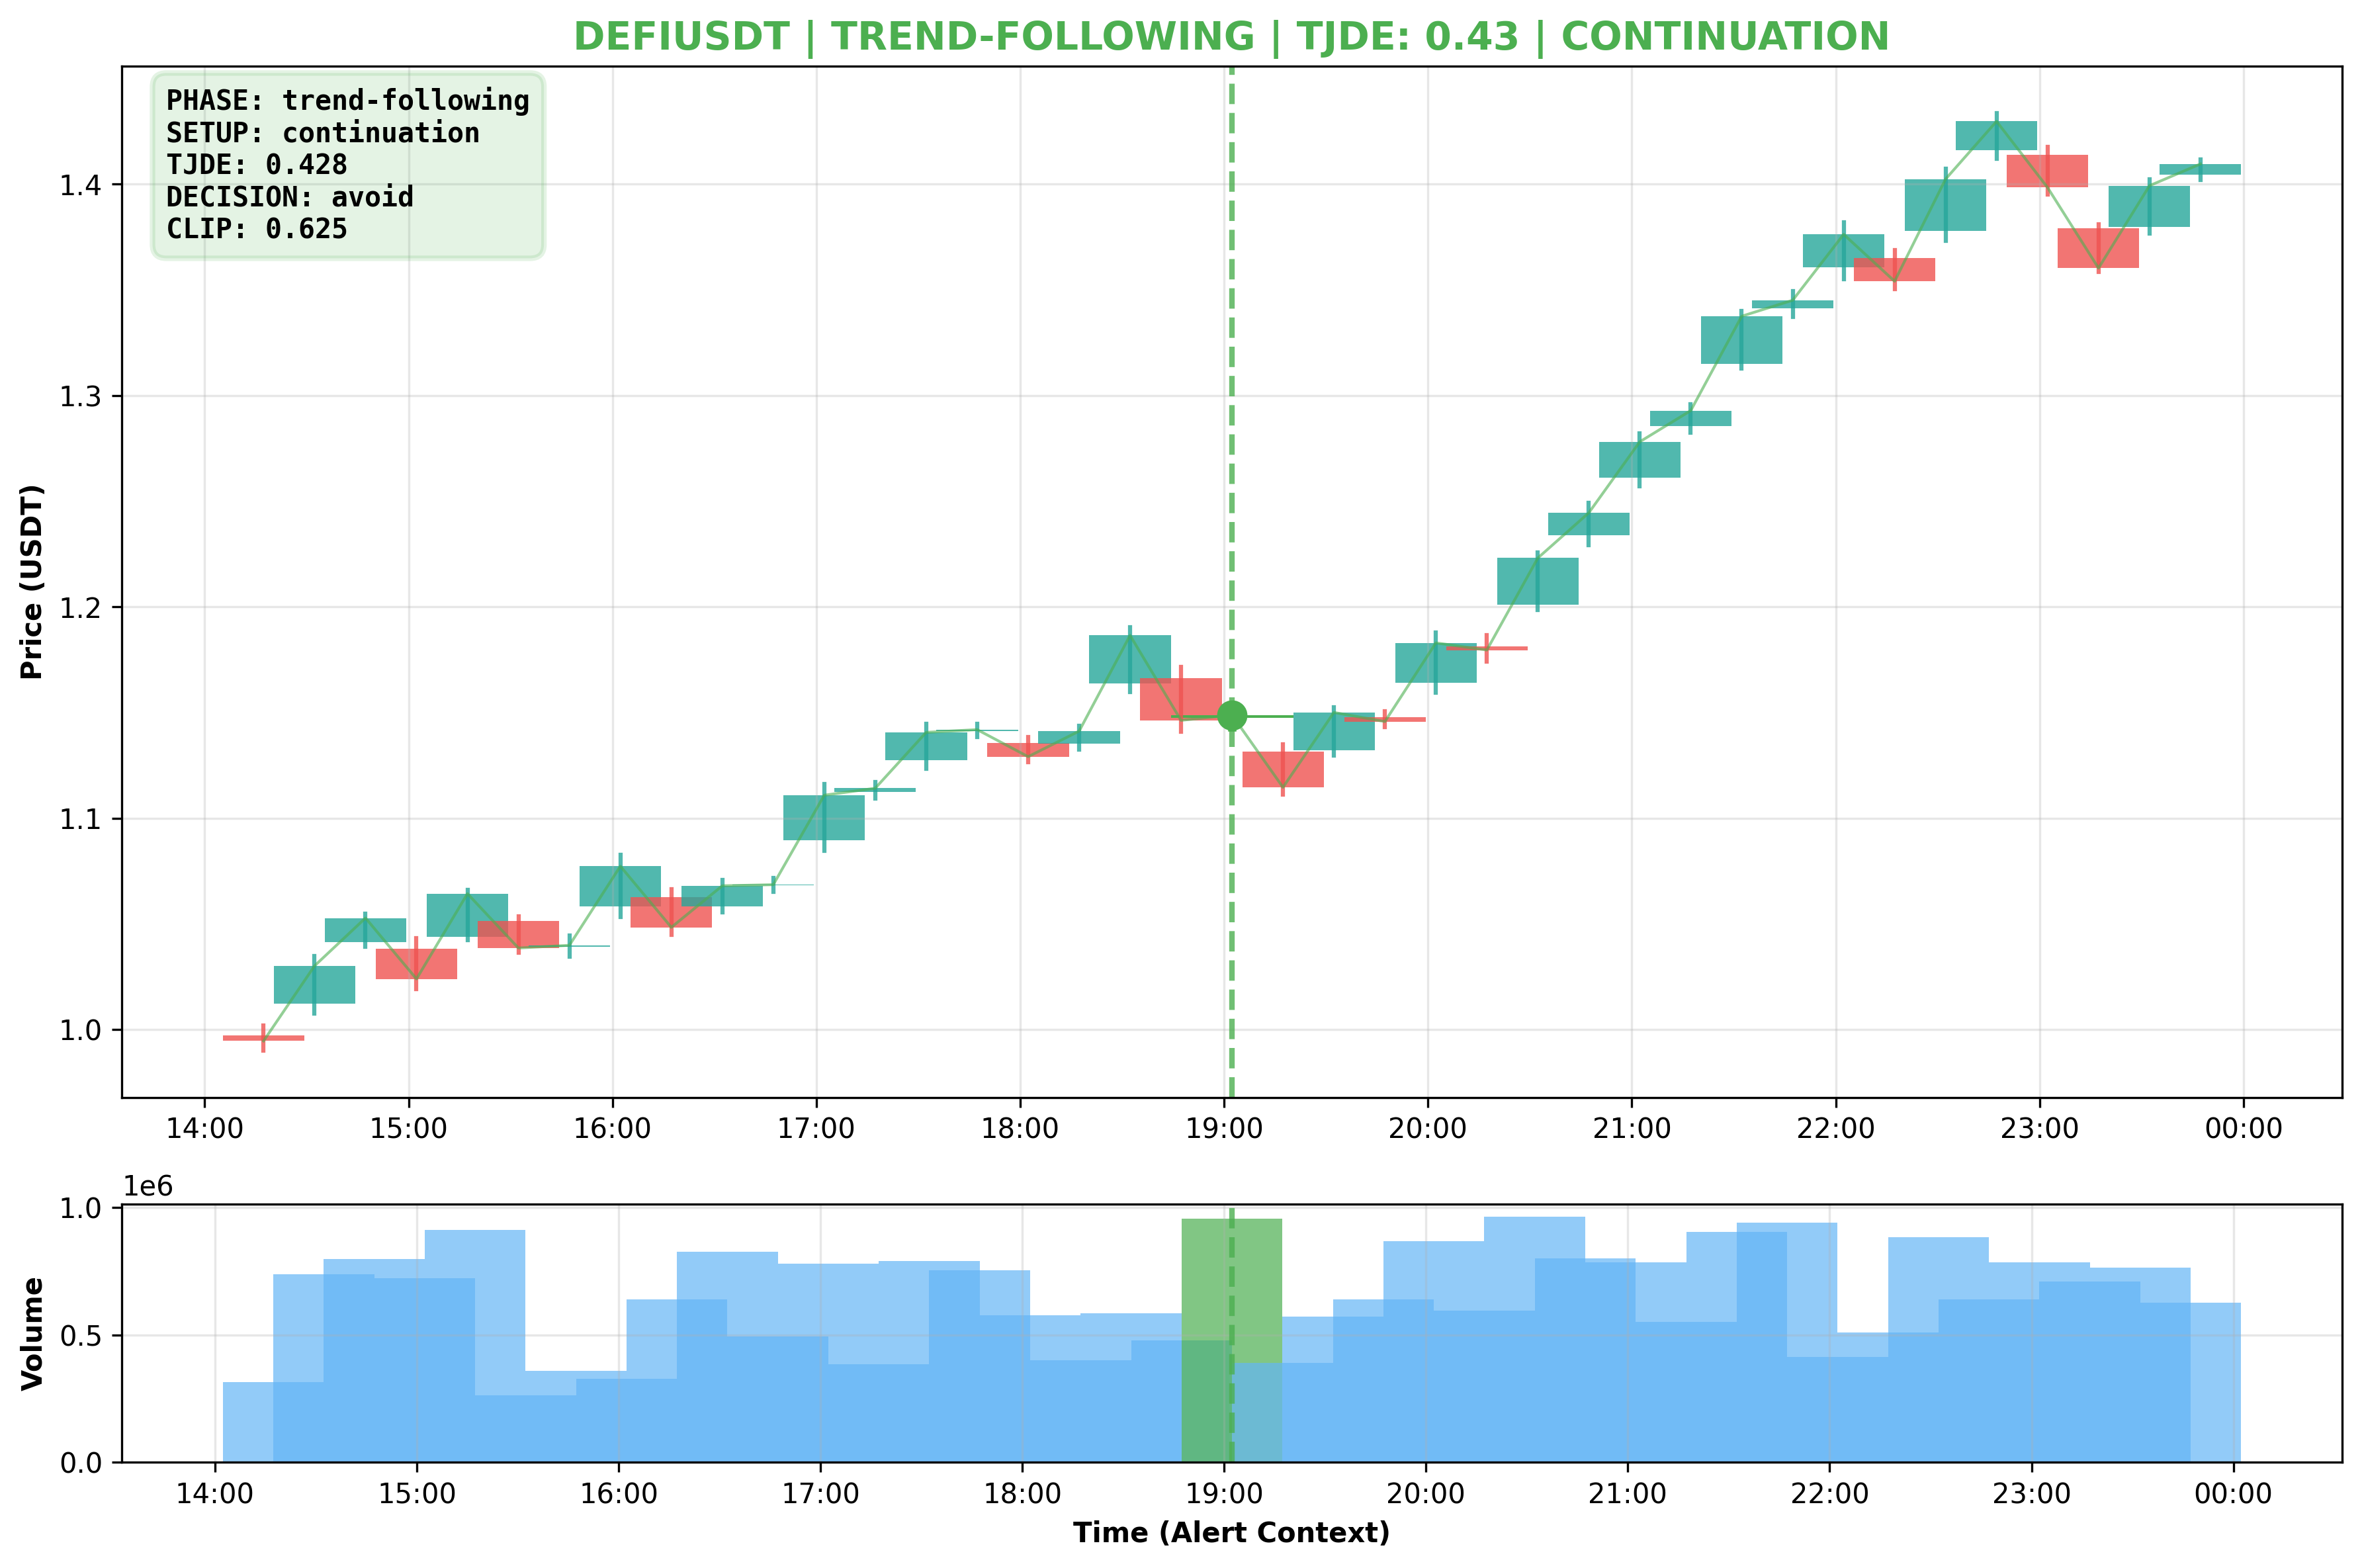 DEFIUSDT | TREND-FOLLOWING | TJDE: 0.43 | CONTINUATION
PHASE: trend-following
SETUP: continuation
TJDE: 0.428
DECISION: avoid
CLIP: 0.625
Price (USDT)
1.4
1.3
1.2
1.1
1.0
14:00 15:00 16:00 17:00 18:00 19:00 20:00 21:00 22:00 23:00 00:00
1e6
Volume
1.0
0.5
0.0
14:00 15:00 16:00 17:00 18:00 19:00 20:00 21:00 22:00 23:00 00:00
Time (Alert Context)